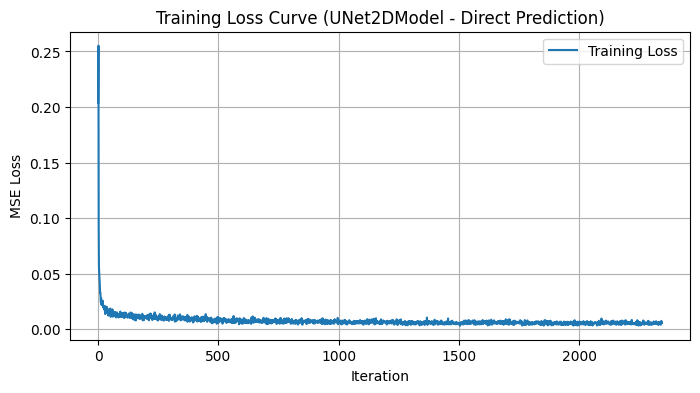 Training Loss Curve (UNet2DModel - Direct Prediction)
Training Loss
0.25
0.20
0.15
0.10
0.05
0.00
MSE Loss
0
500
1000
1500
2000
Iteration